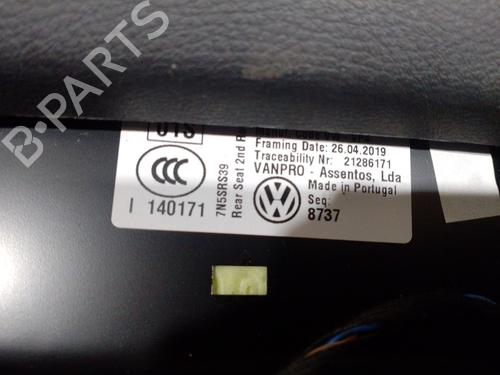 B-PARTS
Framing Date: 26.04.2019
Traceability Nr: 21286171
VANPRO - Assentos, Lda
Made in Portugal
Seq:
8737
I 140171
7N5SRS39
Rear Seat 2nd